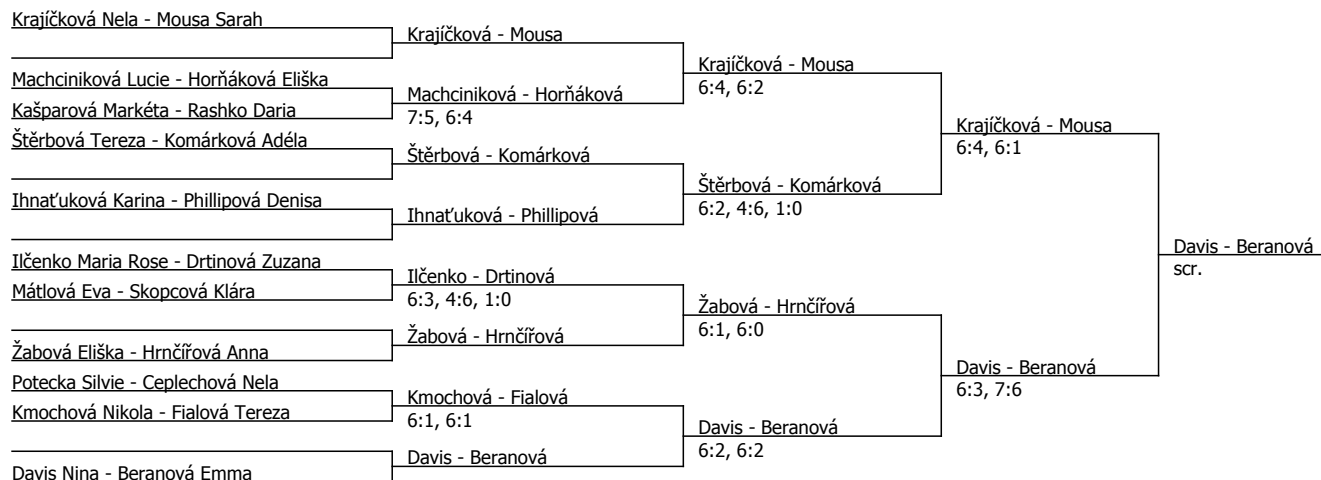 Krajíčková Nela - Mousa Sarah
Machciniková Lucie - Horňáková Eliška
Kašparová Markéta - Rashko Daria
Štěrbová Tereza - Komárková Adéla
Ihnaťuková Karina - Phillipová Denisa
Ilčenko Maria Rose - Drtinová Zuzana
Mátlová Eva - Skopcová Klára
Žabová Eliška - Hrnčířová Anna
Potecka Silvie - Ceplechová Nela
Kmochová Nikola - Fialová Tereza
Davis Nina - Beranová Emma
Krajíčková - Mousa
Machciniková - Horňáková
7:5, 6:4
Štěrbová - Komárková
Ihnaťuková - Phillipová
Ilčenko - Drtinová
6:3, 4:6, 1:0
Žabová - Hrnčířová
Kmochová - Fialová
6:1, 6:1
Davis - Beranová
Krajíčková - Mousa
6:4, 6:2
Štěrbová - Komárková
6:2, 4:6, 1:0
Žabová - Hrnčířová
6:1, 6:0
Davis - Beranová
6:2, 6:2
Krajíčková - Mousa
6:4, 6:1
Davis - Beranová
6:3, 7:6
Davis - Beranová
scr.